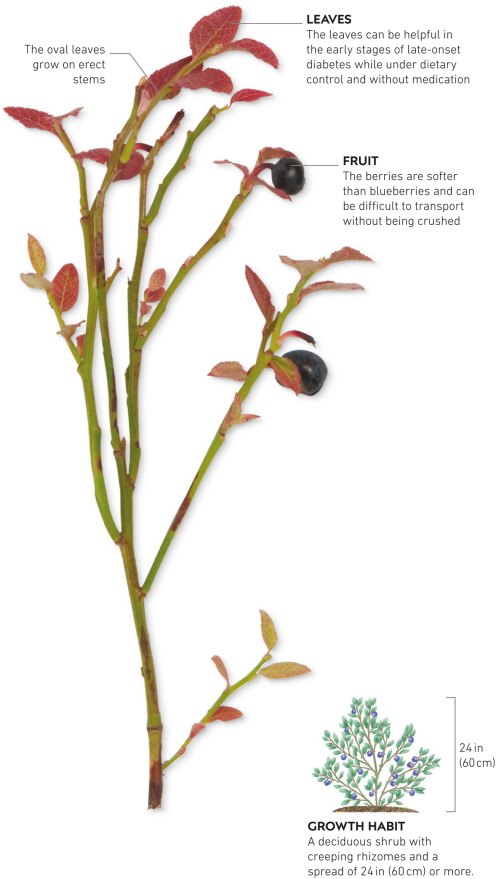 LEAVES
The leaves can be helpful in
the early stages of late-onset
diabetes while under dietary
control and without medication
The oval leaves
grow on erect
stems
FRUIT
The berries are softer
than blueberries and can
be difficult to transport
without being crushed
24 in
(60 cm)
GROWTH HABIT
A deciduous shrub with
creeping rhizomes and a
spread of 24 in (60 cm) or more.